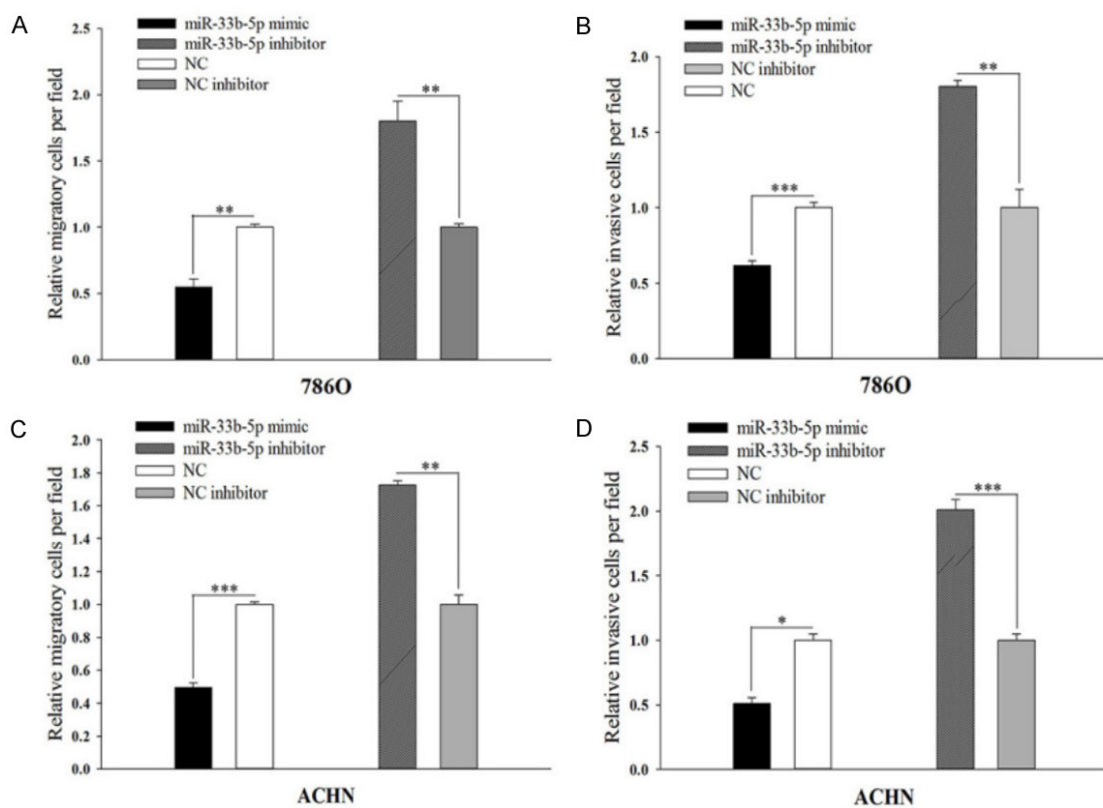 A
miR-33b-5p mimic
miR-33b-5p inhibitor
NC
NC inhibitor
Relative migratory cells per field
2.5
2.0
1.5
1.0
0.5
0.0
**
**
786O
B
miR-33b-5p mimic
miR-33b-5p inhibitor
NC inhibitor
NC
Relative invasive cells per field
2.0
1.5
1.0
0.5
0.0
***
**
786O
C
miR-33b-5p mimic
miR-33b-5p inhibitor
NC
NC inhibitor
Relative migratory cells per field
2.0
1.8
1.6
1.4
1.2
1.0
0.8
0.6
0.4
0.2
0.0
***
**
ACHN
D
miR-33b-5p mimic
miR-33b-5p inhibitor
NC
NC inhibitor
Relative invasive cells per field
2.5
2.0
1.5
1.0
0.5
0.0
*
***
ACHN